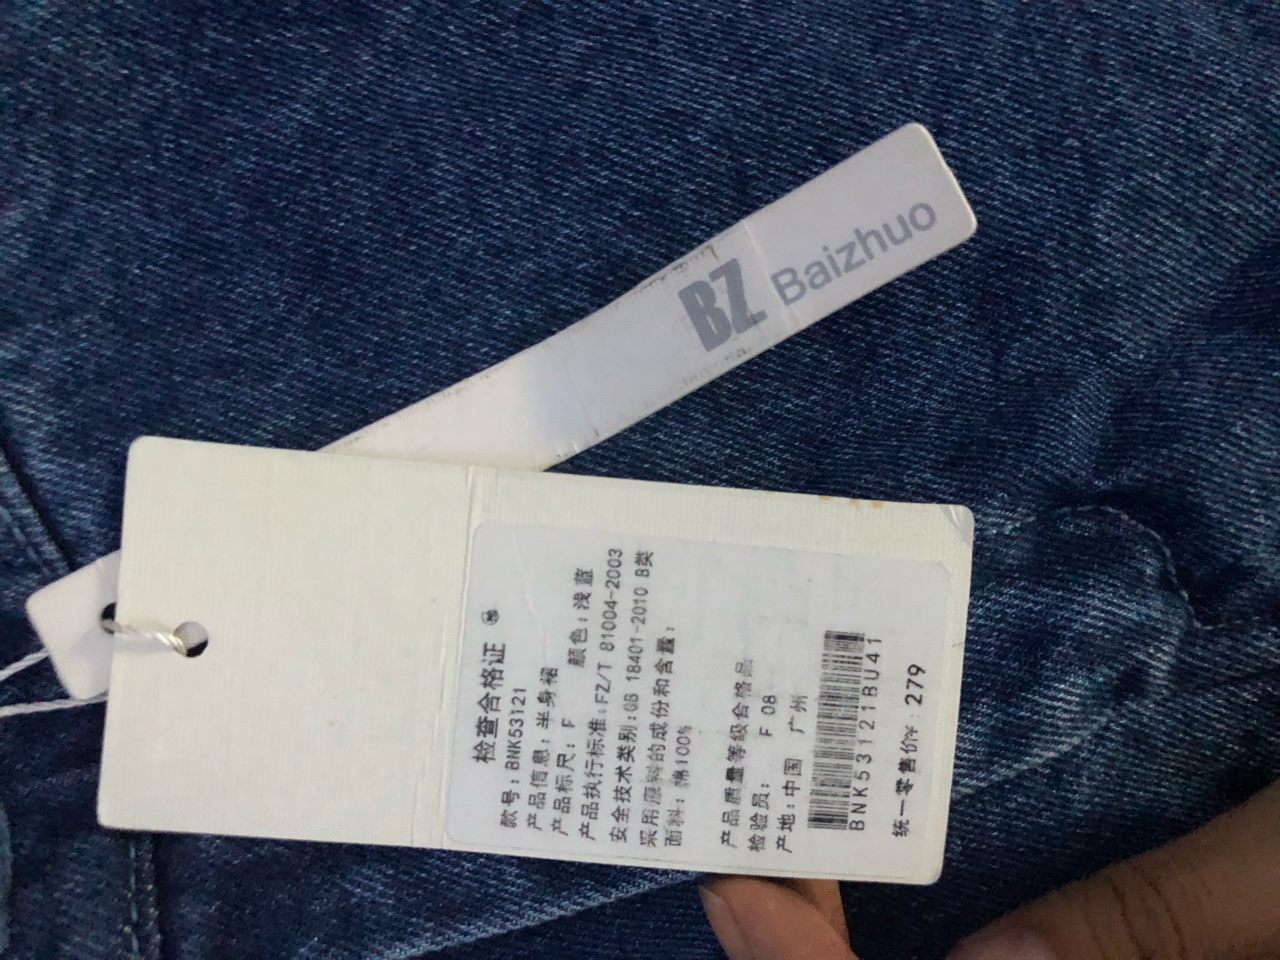 BZ Baizhuo
检查合格证
款号：BNK53121
产品信息：半身裙
产品标尺：F 颜色：浅蓝
产品执行标准：FZ/T 81004-2003
安全技术类别：GB 18401-2010 B类
采用原料的成份和含量：
面料：绵100%
产品质量等级合格品
检验员： F 08
产地：中国 广州
BNK53121BU41
统一零售价¥：279